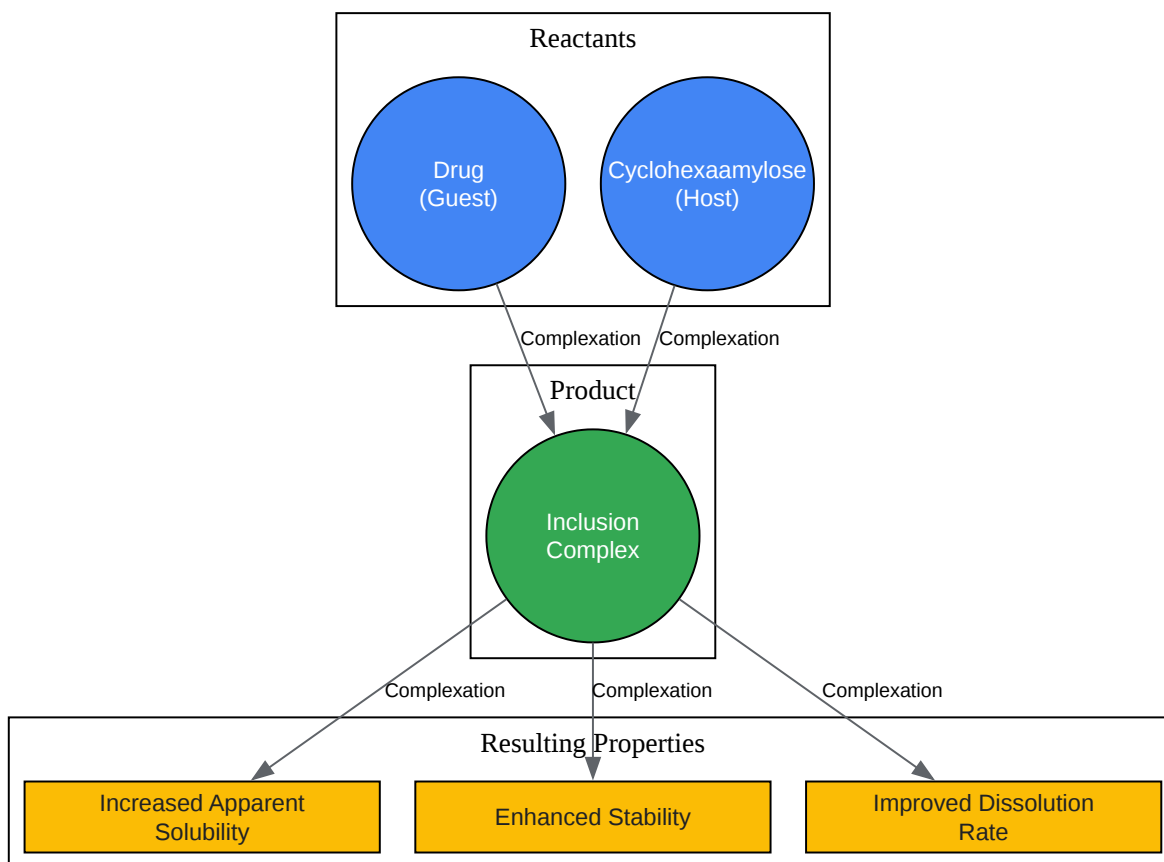 Reactants
Drug
(Guest)
Cyclohexaamylose
(Host)
Complexation
Complexation
Product
Inclusion
Complex
Complexation
Complexation
Complexation
Resulting Properties
Increased Apparent
Solubility
Enhanced Stability
Improved Dissolution
Rate